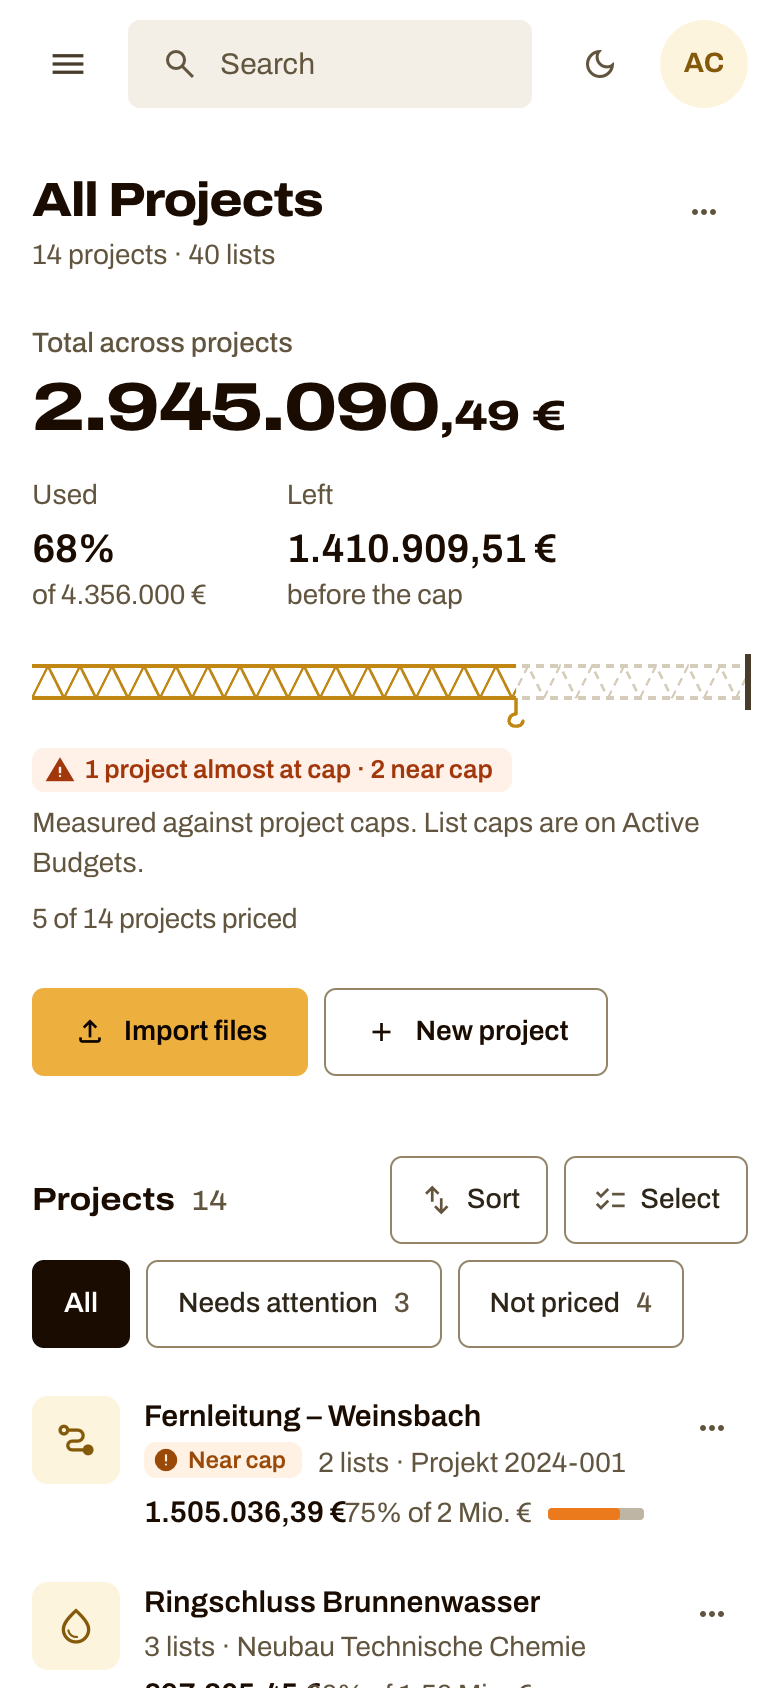 Search
AC
All Projects
14 projects · 40 lists
Total across projects
2.945.090,49 €
Used
Left
68%
1.410.909,51 €
of 4.356.000 €
before the cap
1 project almost at cap · 2 near cap
Measured against project caps. List caps are on Active
Budgets.
5 of 14 projects priced
Import files
New project
Projects 14
Sort
Select
All
Needs attention 3
Not priced 4
Fernleitung – Weinsbach
Near cap 2 lists · Projekt 2024-001
1.505.036,39 €75% of 2 Mio. €
Ringschluss Brunnenwasser
3 lists · Neubau Technische Chemie